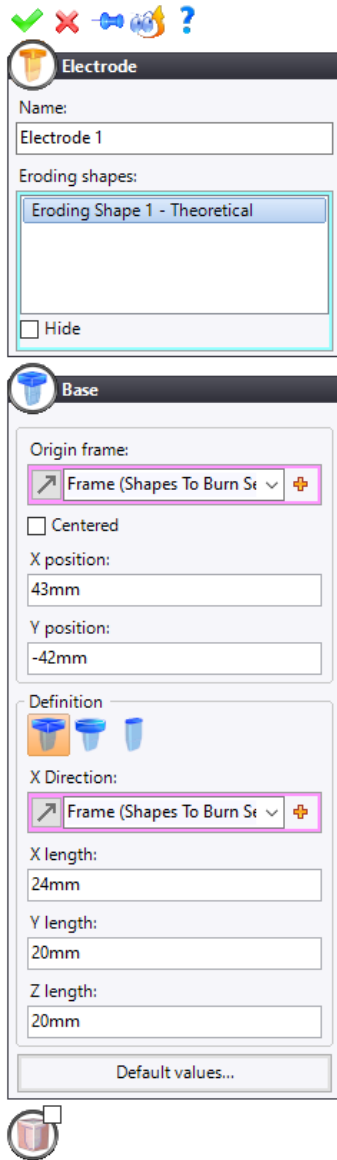 ?
Electrode
Name:
Electrode 1
Eroding shapes:
Eroding Shape 1 - Theoretical
Hide
Base
Origin frame:
Frame (Shapes To Burn Se
Centered
X position:
43mm
Y position:
-42mm
Definition
X Direction:
Frame (Shapes To Burn Se
X length:
24mm
Y length:
20mm
Z length:
20mm
Default values...